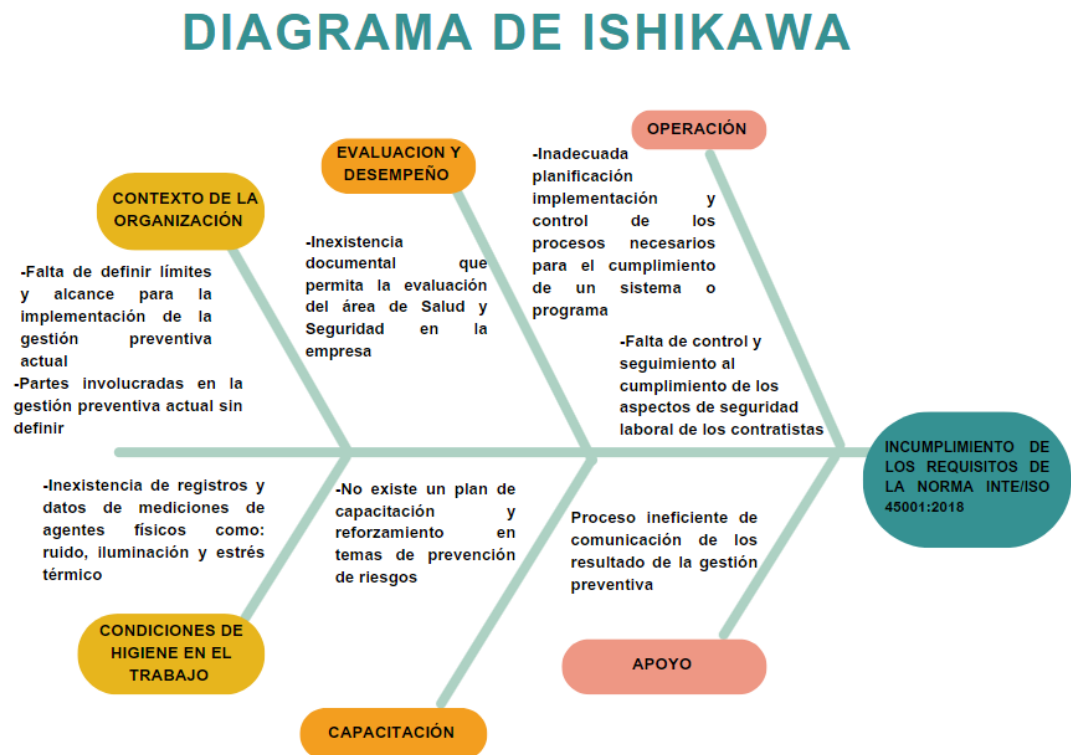 DIAGRAMA DE ISHIKAWA
CONTEXTO DE LA
ORGANIZACIÓN
-Falta de definir límites
y alcance para la
implementación de la
gestión preventiva
actual
-Partes involucradas en la
gestión preventiva actual sin
definir
EVALUACION Y
DESEMPEÑO
-Inexistencia
documental que
permita la evaluación
del área de Salud y
Seguridad en la
empresa
OPERACIÓN
-Inadecuada
planificación
implementación y
control de los
procesos necesarios
para el cumplimiento
de un sistema o
programa
-Falta de control y
seguimiento al
cumplimiento de los
aspectos de seguridad
laboral de los contratistas
INCUMPLIMIENTO DE
LOS REQUISITOS DE
LA NORMA INTE/ISO
45001:2018
-Inexistencia de registros y
datos de mediciones de
agentes físicos como:
ruido, iluminación y estrés
térmico
CONDICIONES DE
HIGIENE EN EL
TRABAJO
-No existe un plan de
capacitación y
reforzamiento en
temas de prevención
de riesgos
CAPACITACIÓN
Proceso ineficiente de
comunicación de los
resultado de la gestión
preventiva
APOYO